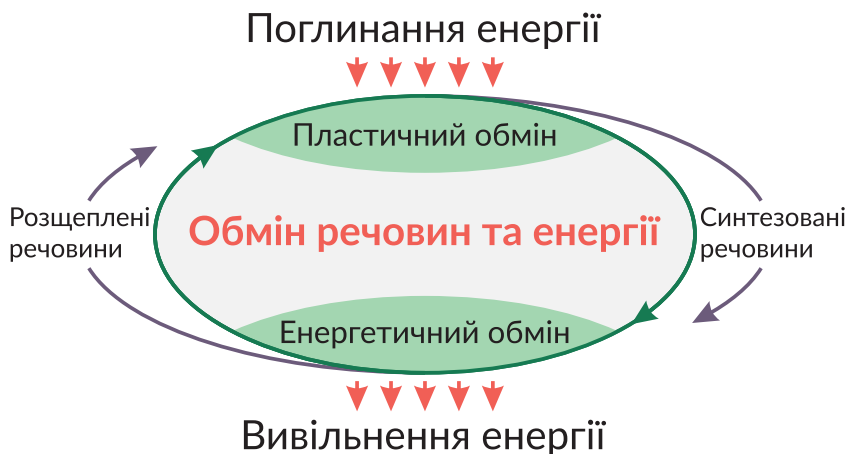 Поглинання енергії
Пластичний обмін
Розщеплені
речовини
Обмін речовин та енергії
Синтезовані
речовини
Енергетичний обмін
Вивільнення енергії